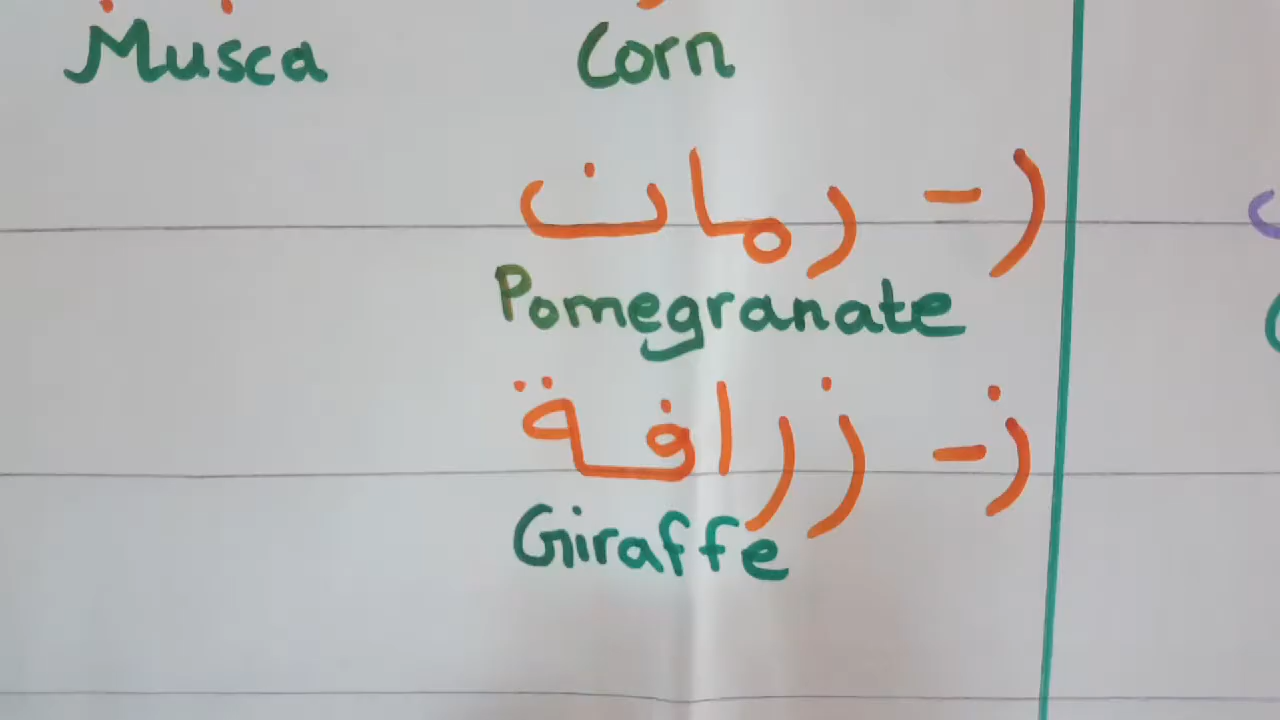 Musca Corn
ر - رمان
Pomegranate
ز - زرافة
Giraffe